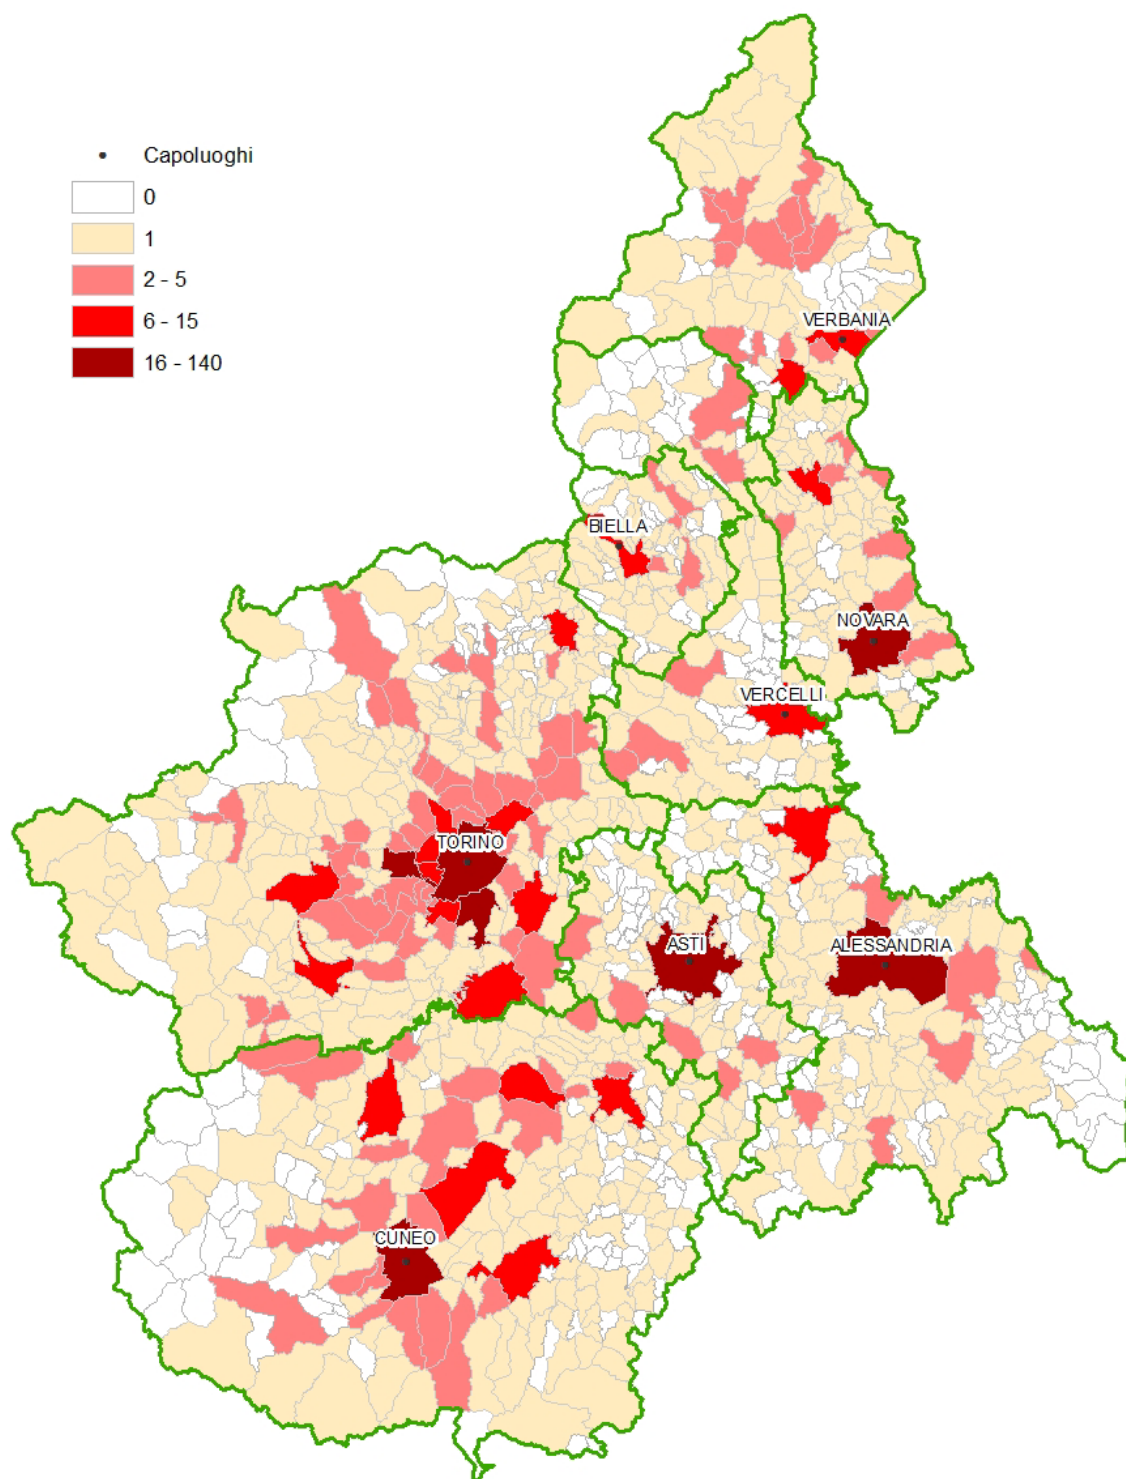 Capoluoghi
0
1
2 - 5
6 - 15
16 - 140
VERBANIA
BIELLA
NOVARA
VERCELLI
TORINO
ASTI
ALESSANDRIA
CUNEO